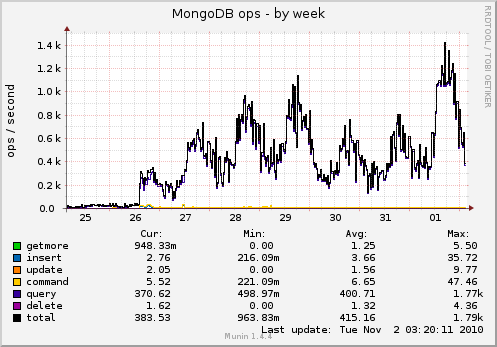 MongoDB ops - by week
RRDTOOL / TOBI OETIKER
ops / second
1.4 k
1.2 k
1.0 k
0.8 k
0.6 k
0.4 k
0.2 k
0.0
25 26 27 28 29 30 31 01
Cur: Min: Avg: Max:
getmore 948.33m 0.00 1.25 5.50
insert 2.76 216.09m 3.66 35.72
update 2.05 0.00 1.56 9.77
command 5.52 221.09m 6.65 47.46
query 370.62 498.97m 400.71 1.77k
delete 1.62 0.00 1.32 4.36
total 383.53 963.83m 415.16 1.79k
Last update: Tue Nov 2 03:20:11 2010
Munin 1.4.4